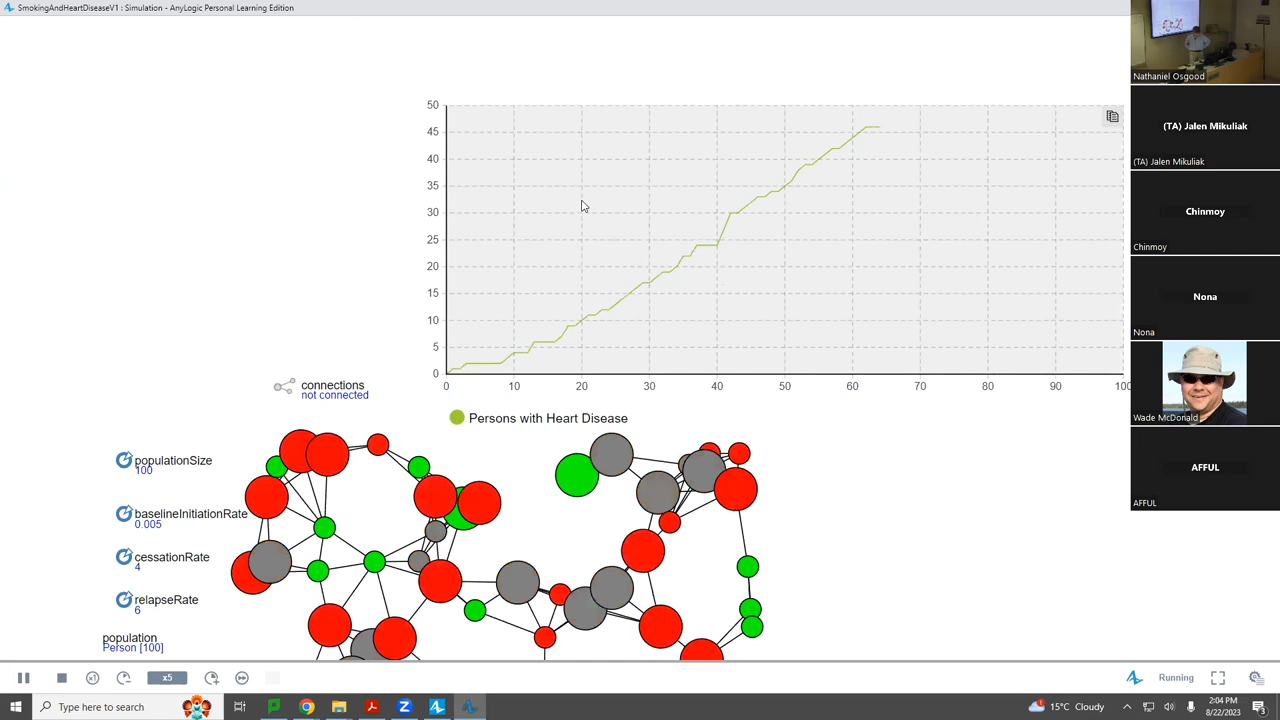 SmokingAndHeartDiseaseV1 : Simulation - AnyLogic Personal Learning Edition
50
45
40
35
30
25
20
15
10
5
0
0 10 20 30 40 50 60 70 80 90 100
connections
not connected
Persons with Heart Disease
populationSize
100
baselineInitiationRate
0.005
cessationRate
4
relapseRate
6
population
Person [100]
Nathaniel Osgood
(TA) Jalen Mikuliak
(TA) Jalen Mikuliak
Chinmoy
Chinmoy
Nona
Nona
Wade McDonald
AFFUL
AFFUL
x1
x5
Running
Type here to search
15°C Cloudy
2:04 PM
8/22/2023
3